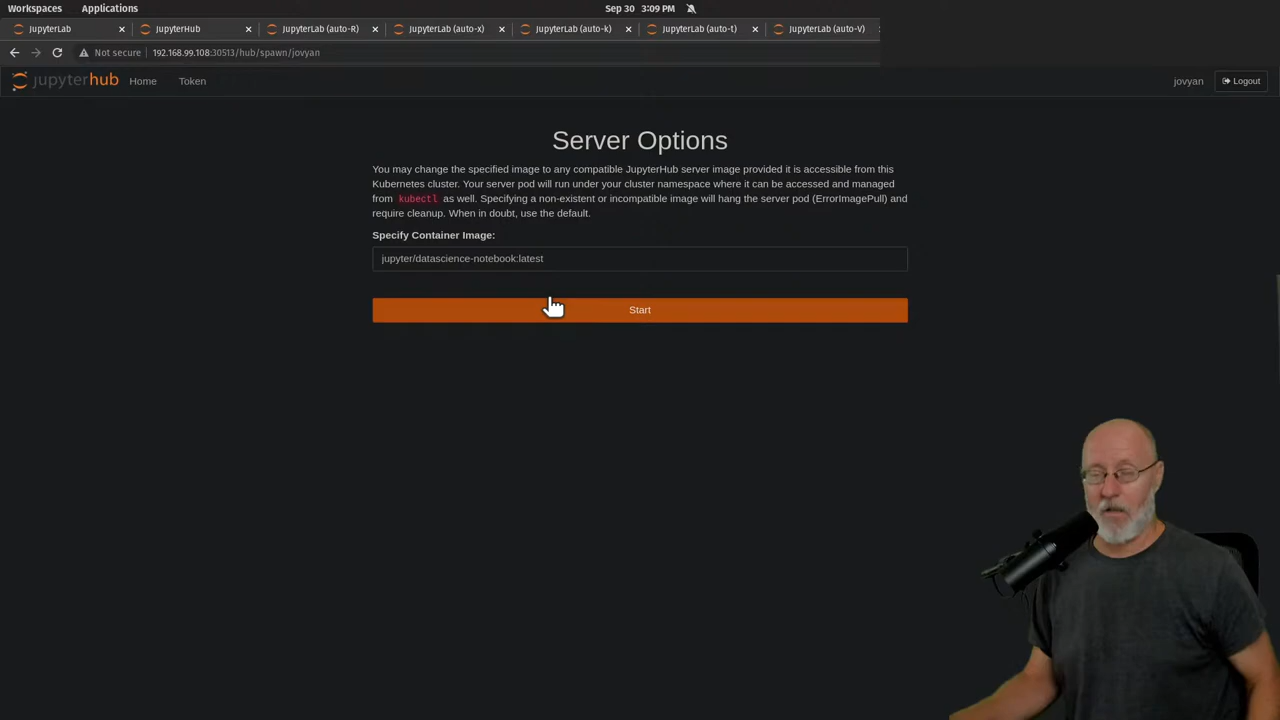 Workspaces Applications Sep 30 3:09 PM
JupyterLab JupyterHub JupyterLab (auto-R) JupyterLab (auto-x) JupyterLab (auto-k) JupyterLab (auto-t) JupyterLab (auto-V)
Not secure 192.168.99.108:30513/hub/spawn/jovyan
jupyterhub Home Token jovyan Logout
Server Options
You may change the specified image to any compatible JupyterHub server image provided it is accessible from this
Kubernetes cluster. Your server pod will run under your cluster namespace where it can be accessed and managed
from kubectl as well. Specifying a non-existent or incompatible image will hang the server pod (ErrorImagePull) and
require cleanup. When in doubt, use the default.
Specify Container Image:
jupyter/datascience-notebook:latest
Start